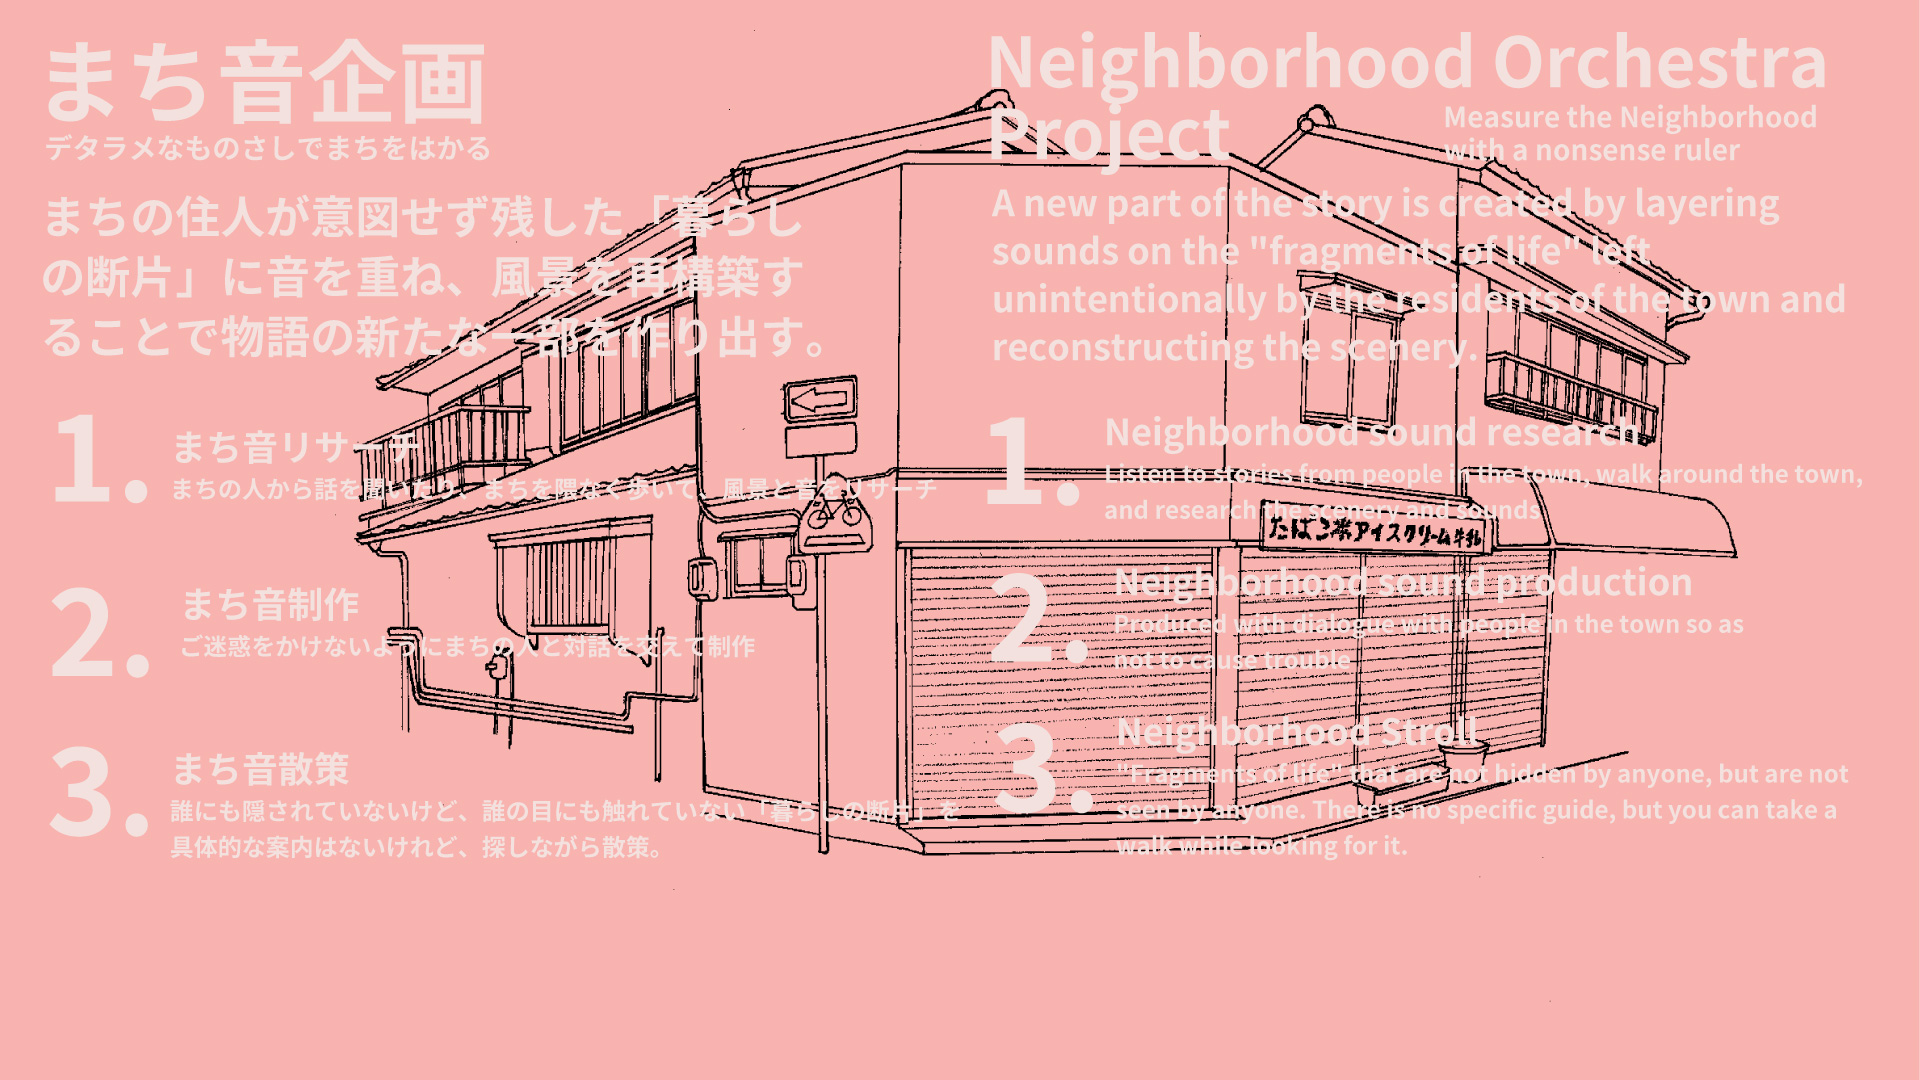 まち音企画
デタラメなものさしでまちをはかる
まちの住人が意図せず残した「暮らし
の断片」に音を重ね、風景を再構築す
ることで物語の新たな一部を作り出す。
1.
まち音リサーチ
まちの人から話を聞いたり、まちを隈なく歩いて、風景と音をリサーチ
2.
まち音制作
ご迷惑をかけないようにまちの人と対話を交えて制作
3.
まち音散策
誰にも隠されていないけど、誰の目にも触れていない「暮らしの断片」を
具体的な案内はないけれど、探しながら散策。
Neighborhood Orchestra
Project
Measure the Neighborhood
with a nonsense ruler
A new part of the story is created by layering
sounds on the "fragments of life" left
unintentionally by the residents of the town and
reconstructing the scenery.
1.
Neighborhood sound research
Listen to stories from people in the town, walk around the town,
and research the scenery and sounds
たばこ米アイスクリーム牛乳
2.
Neighborhood sound production
Produced with dialogue with people in the town so as
not to cause trouble
3.
Neighborhood Stroll
"Fragments of life" that are not hidden by anyone, but are not
seen by anyone. There is no specific guide, but you can take a
walk while looking for it.